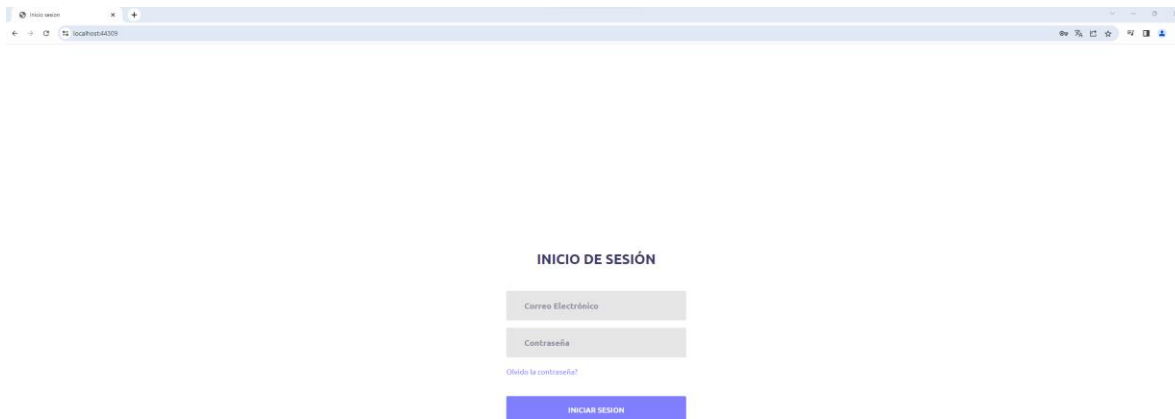 Inicio sesion
localhost:44309
INICIO DE SESIÓN
Correo Electrónico
Contraseña
Olvido la contraseña?
INICIAR SESION